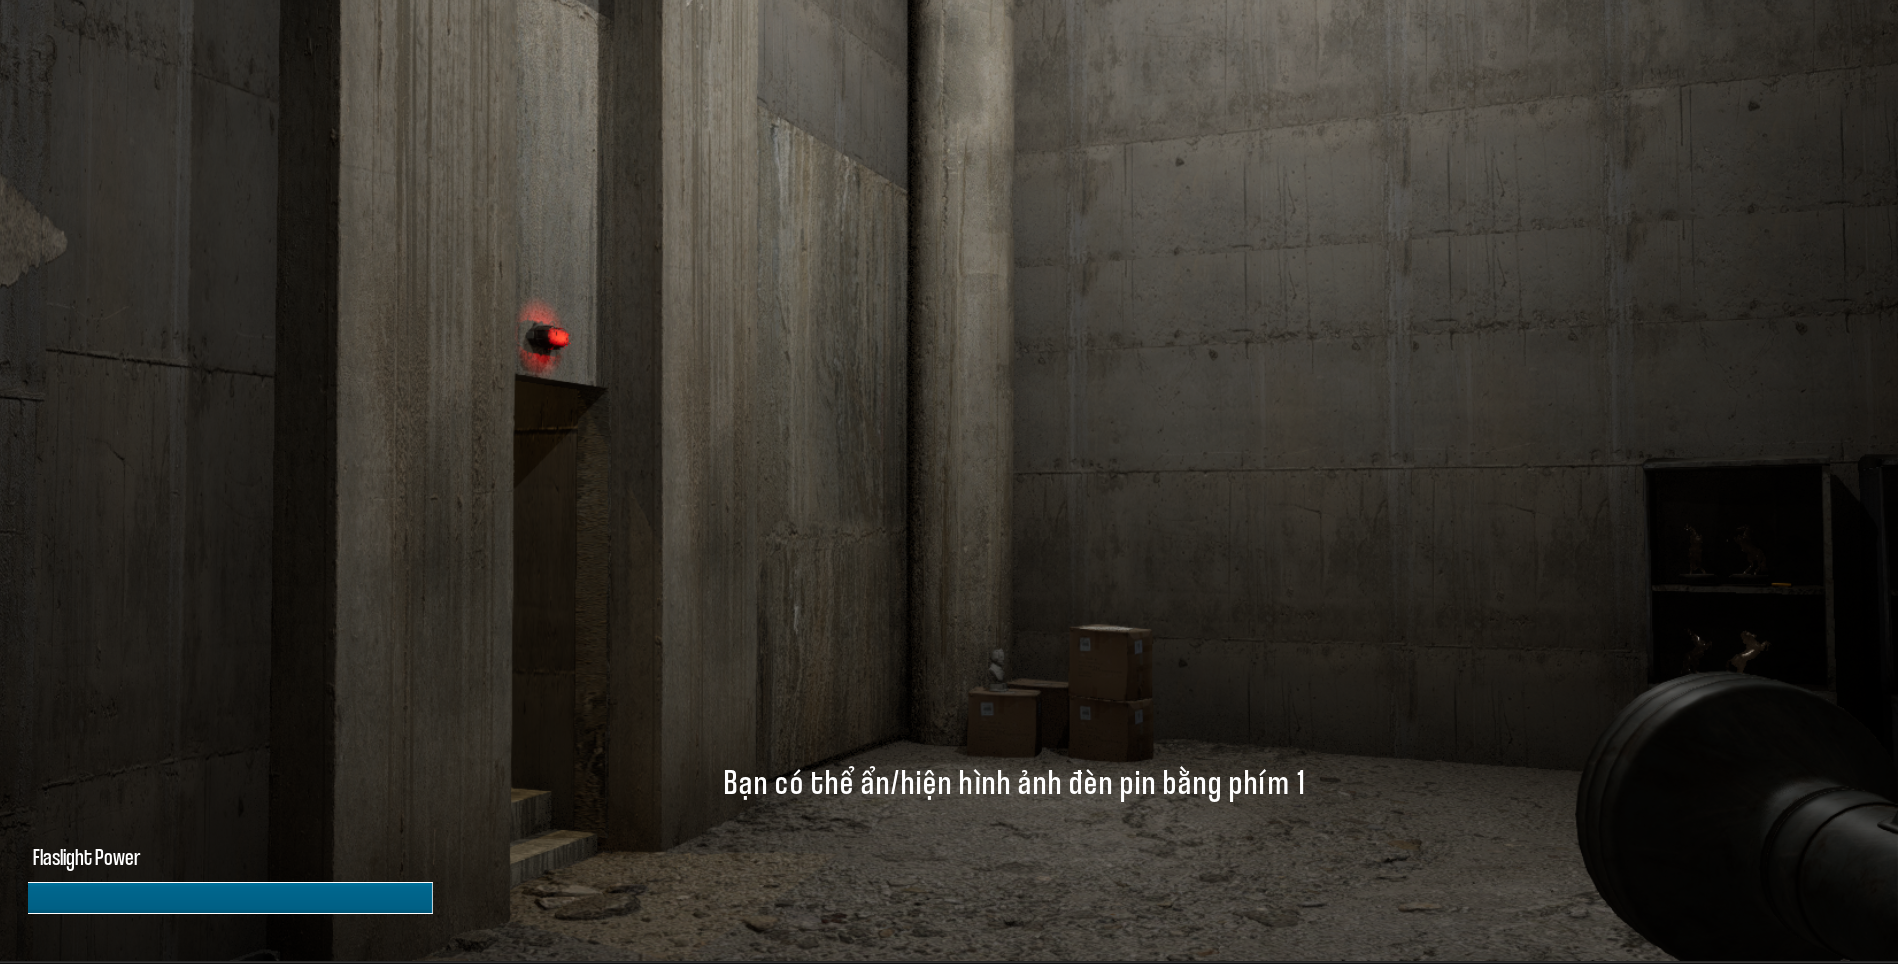 Bạn có thể ẩn/hiện hình ảnh đèn pin bằng phím 1
Flaslight Power